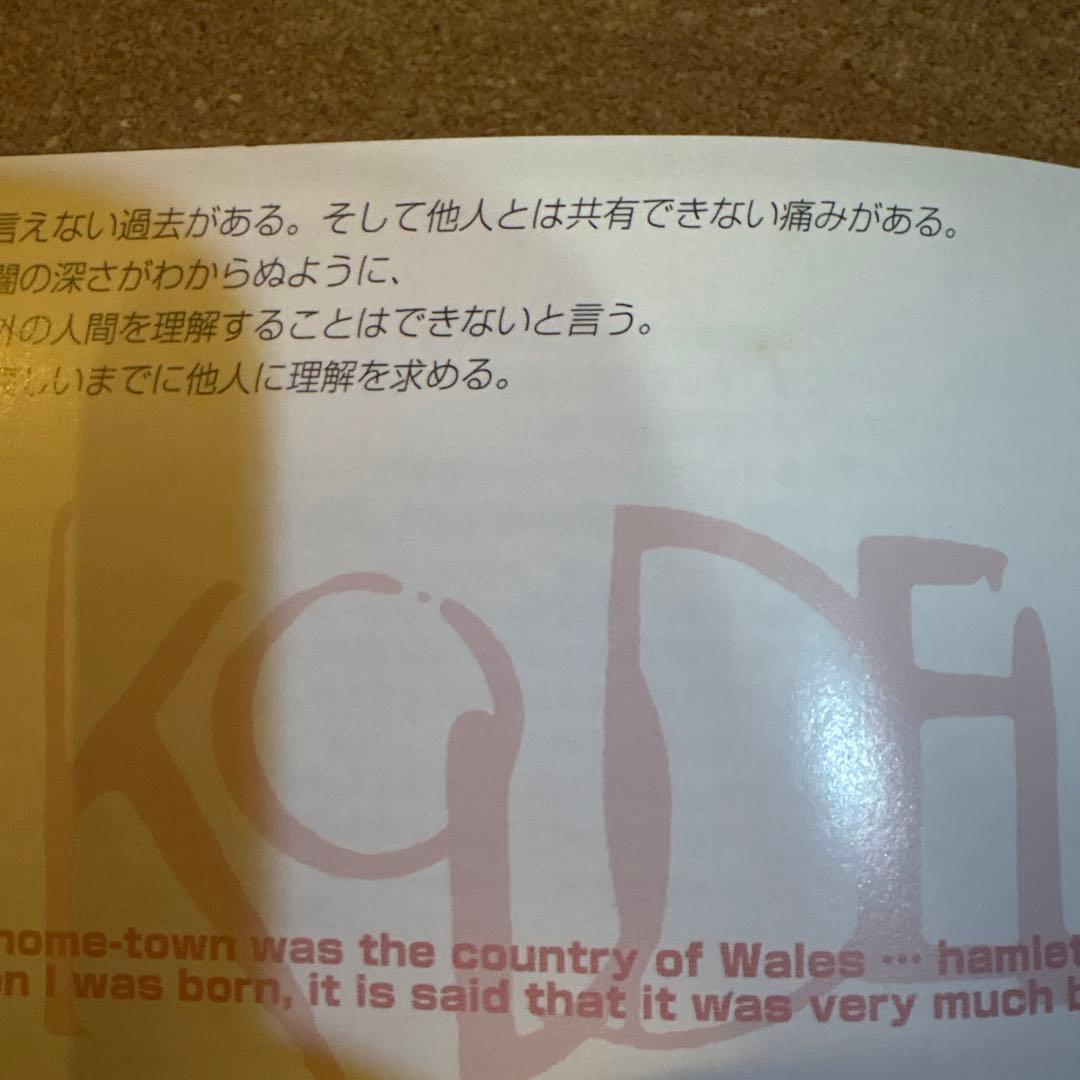 言えない過去がある。そして他人とは共有できない痛みがある。
闇の深さがわからぬように、
外の人間を理解することはできないと言う。
しいまでに他人に理解を求める。
home-town was the country of Wales … hamlet
on I was born, it is said that it was very much